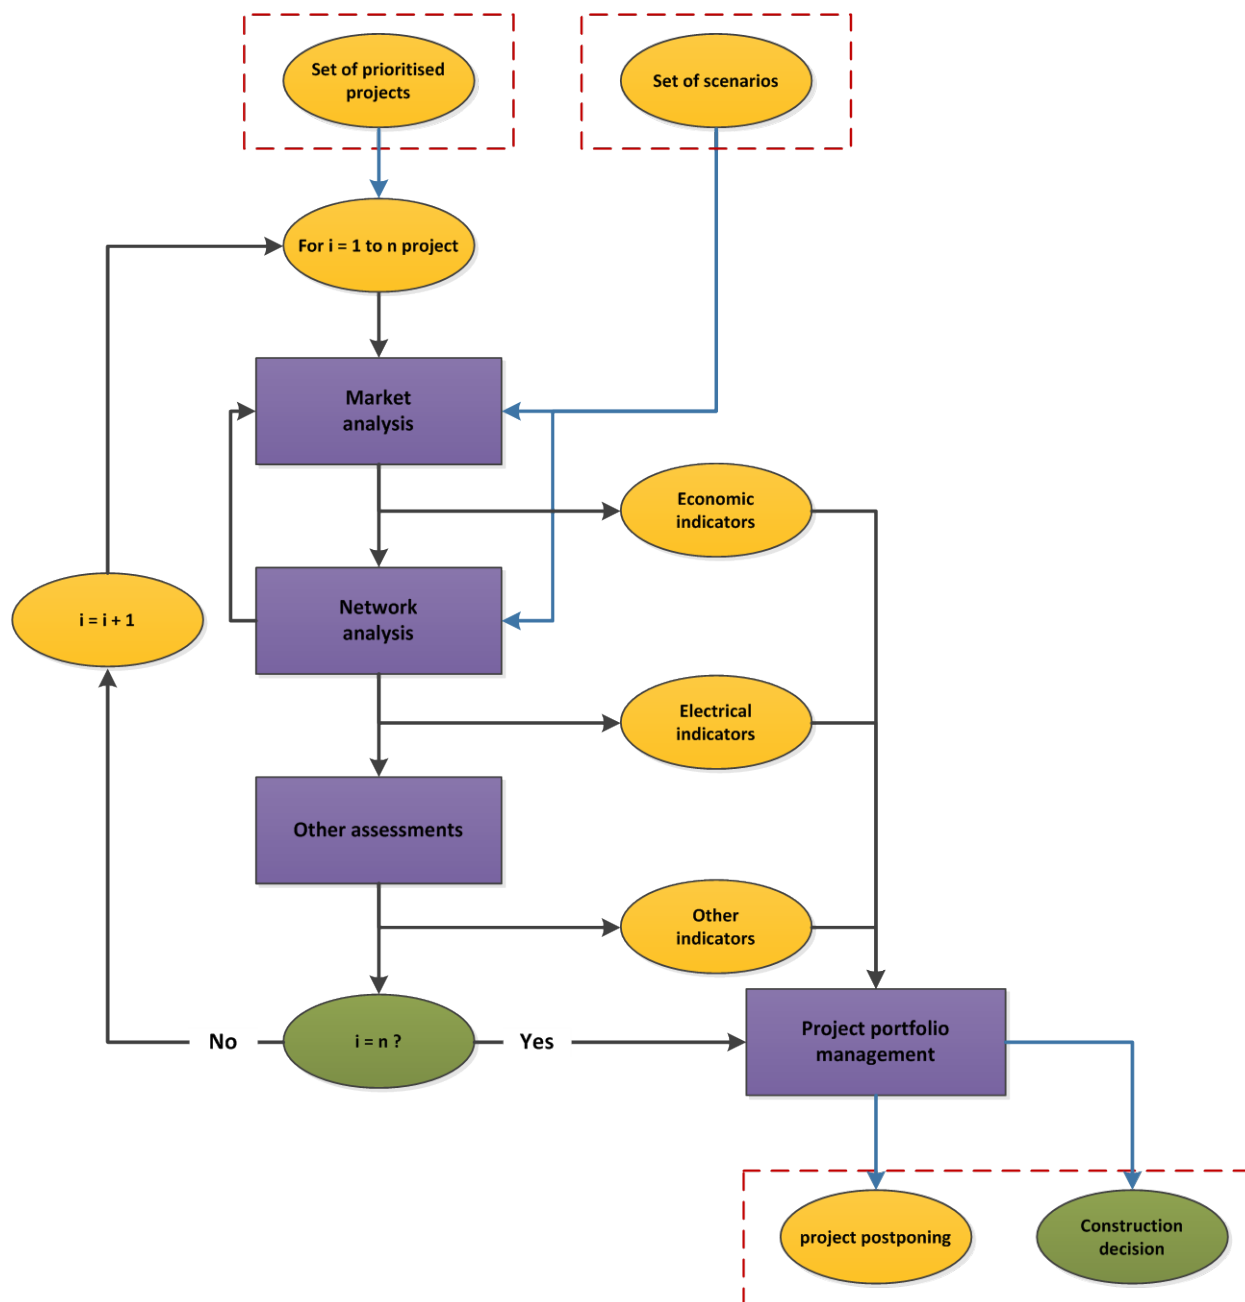 Set of prioritised
projects
Set of scenarios
For i = 1 to n project
Market
analysis
Economic
indicators
Network
analysis
i = i + 1
Electrical
indicators
Other assessments
Other
indicators
No
i = n ?
Yes
Project portfolio
management
project postponing
Construction
decision